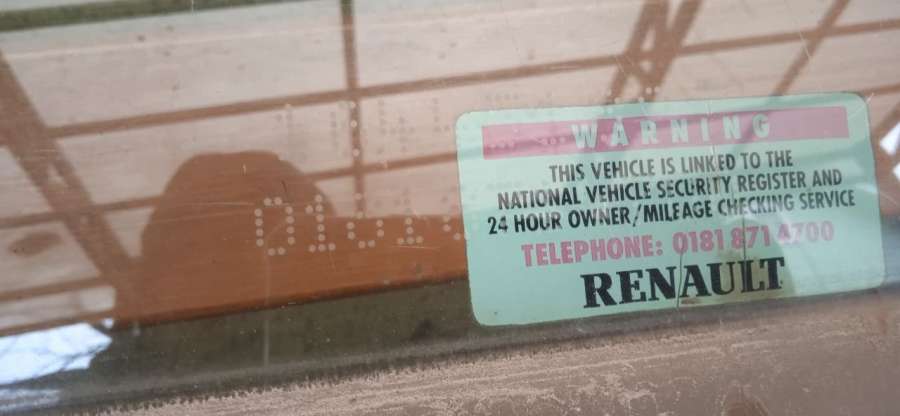 WARNING
THIS VEHICLE IS LINKED TO THE
NATIONAL VEHICLE SECURITY REGISTER AND
24 HOUR OWNER/MILEAGE CHECKING SERVICE
TELEPHONE: 0181 871 4700
RENAULT